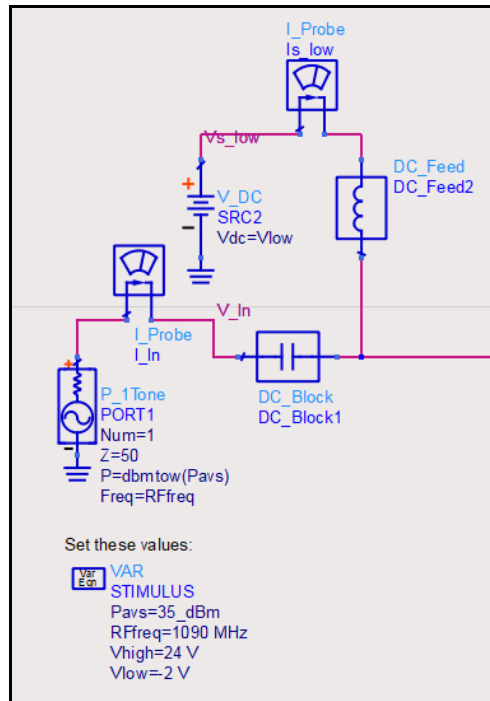 I_Probe
Is_low
Vs_low
DC_Feed
DC_Feed2
+
V_DC
SRC2
Vdc=Vlow
-
V_In
I_Probe
I_In
+
P_1Tone
PORT1
Num=1
Z=50
P=dbmtow(Pavs)
Freq=RFfreq
-
DC_Block
DC_Block1
Set these values:
Var
Eqn
VAR
STIMULUS
Pavs=35_dBm
RFfreq=1090 MHz
Vhigh=24 V
Vlow=-2 V